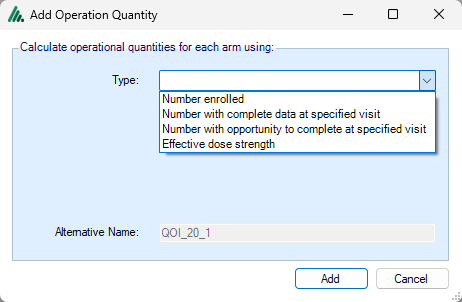 Add Operation Quantity
Calculate operational quantities for each arm using:
Type:
Number enrolled
Number with complete data at specified visit
Number with opportunity to complete at specified visit
Effective dose strength
Alternative Name: QOI_20_1
Add Cancel